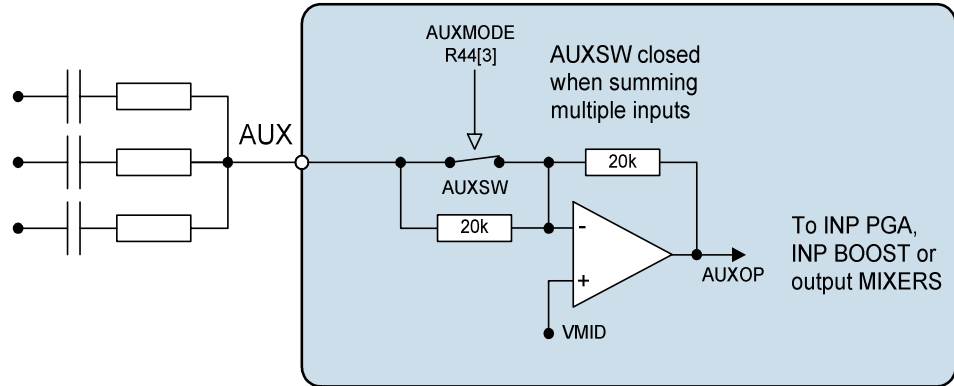 AUXMODE
R44[3]
AUXSW closed
when summing
multiple inputs
AUX
20k
AUXSW
20k
-
+
AUXOP
VMID
To INP PGA,
INP BOOST or
output MIXERS